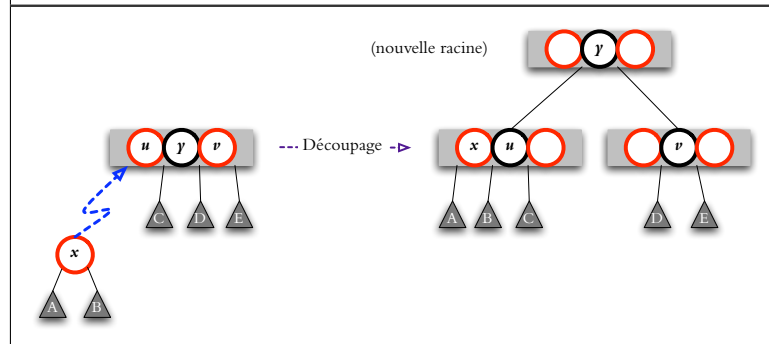 (nouvelle racine)
y
u y v
Découpage
x u
v
C D E
A B C
D E
x
A B